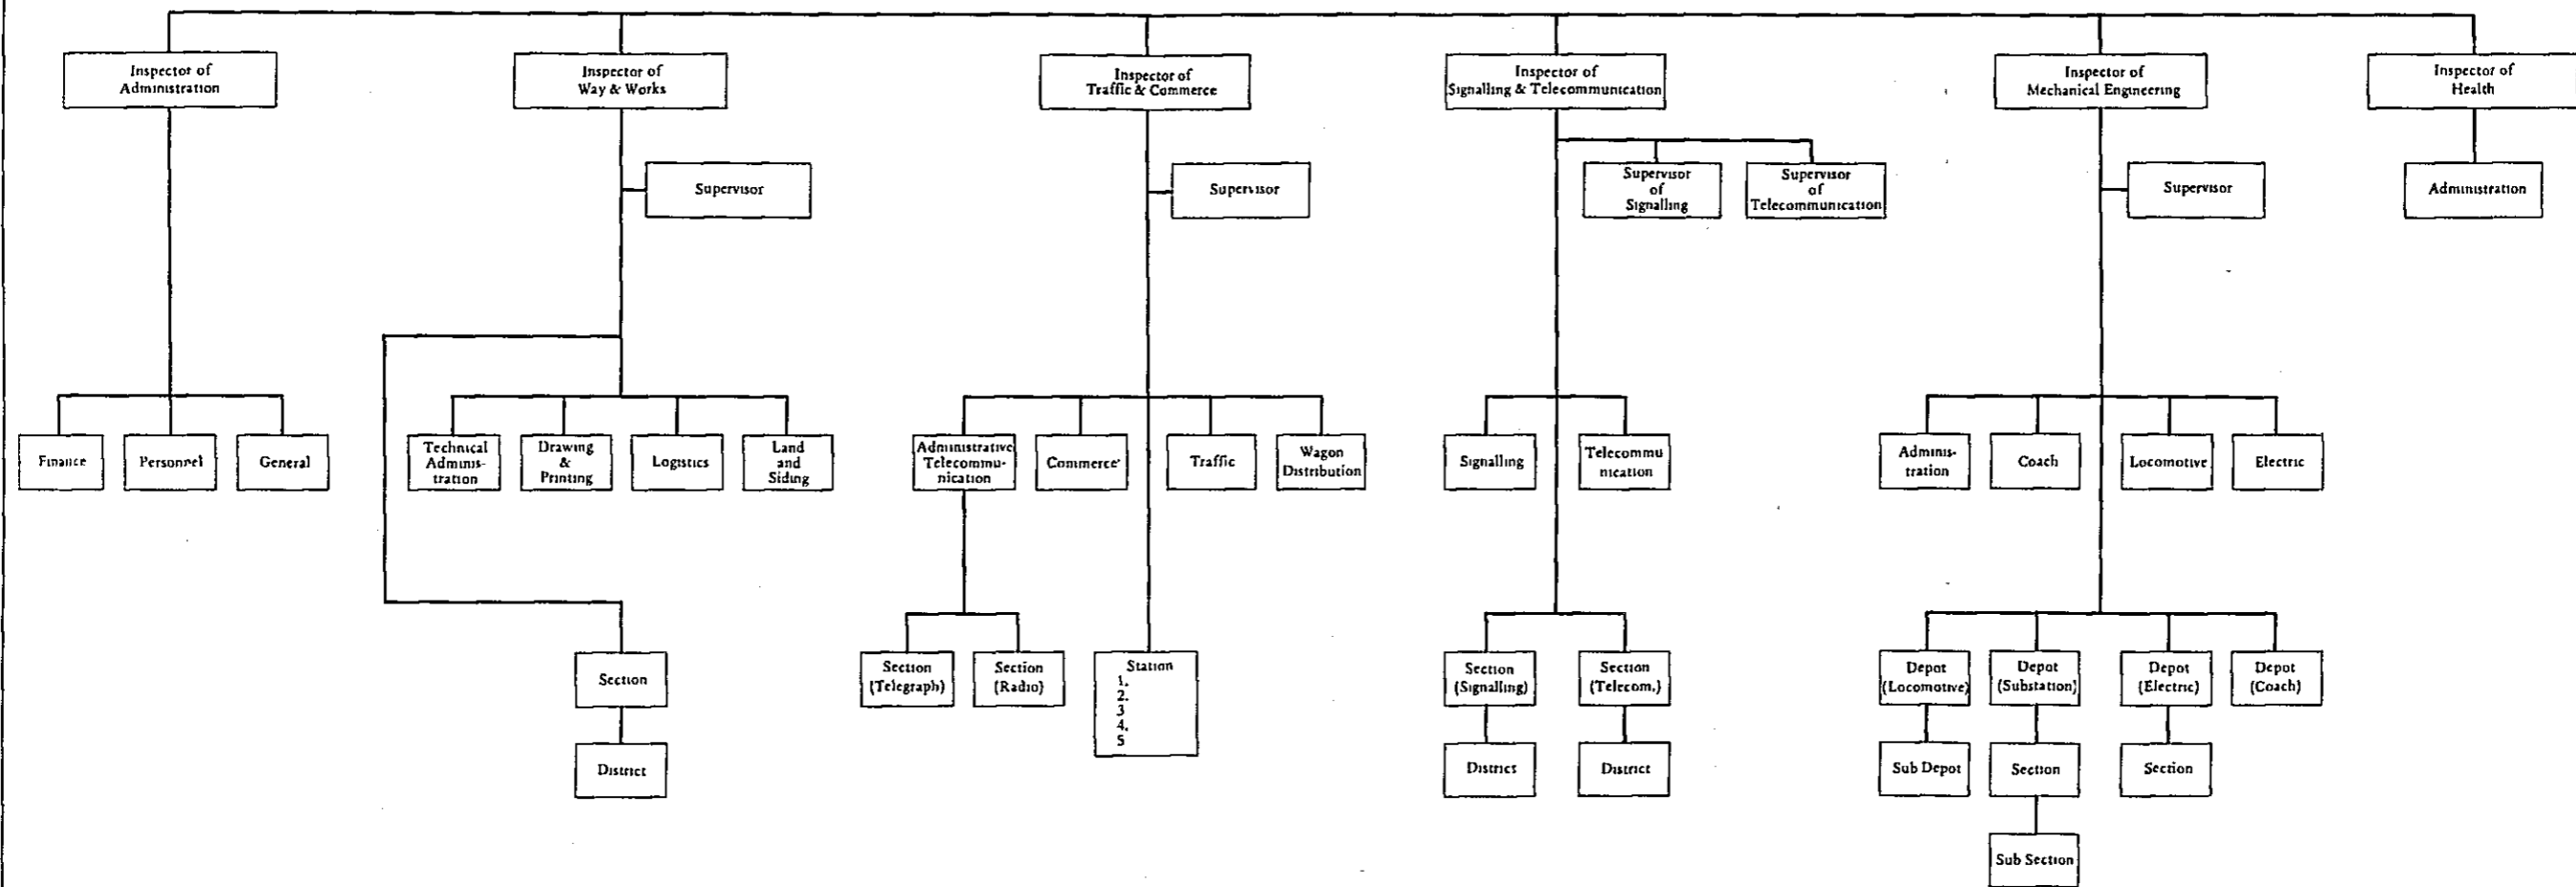 Inspector of
Administration
Inspector of
Way & Works
Inspector of
Traffic & Commerce
Inspector of
Signalling & Telecommunication
Inspector of
Mechanical Engineering
Inspector of
Health
Supervisor
Supervisor
Supervisor
of
Signalling
Supervisor
of
Telecommunication
Supervisor
Administration
Finance
Personnel
General
Technical
Adminis-
tration
Drawing
&
Printing
Logistics
Land
and
Siding
Administrative
Telecommu-
nication
Commerce
Traffic
Wagon
Distribution
Signalling
Telecommu
nication
Adminis-
tration
Coach
Locomotive
Electric
Section
District
Section
(Telegraph)
Section
(Radio)
Station
1.
2.
3
4.
5
Section
(Signalling)
District
Section
(Telecom.)
District
Depot
(Locomotive)
Sub Depot
Depot
(Substation)
Section
Sub Section
Depot
(Electric)
Section
Depot
(Coach)